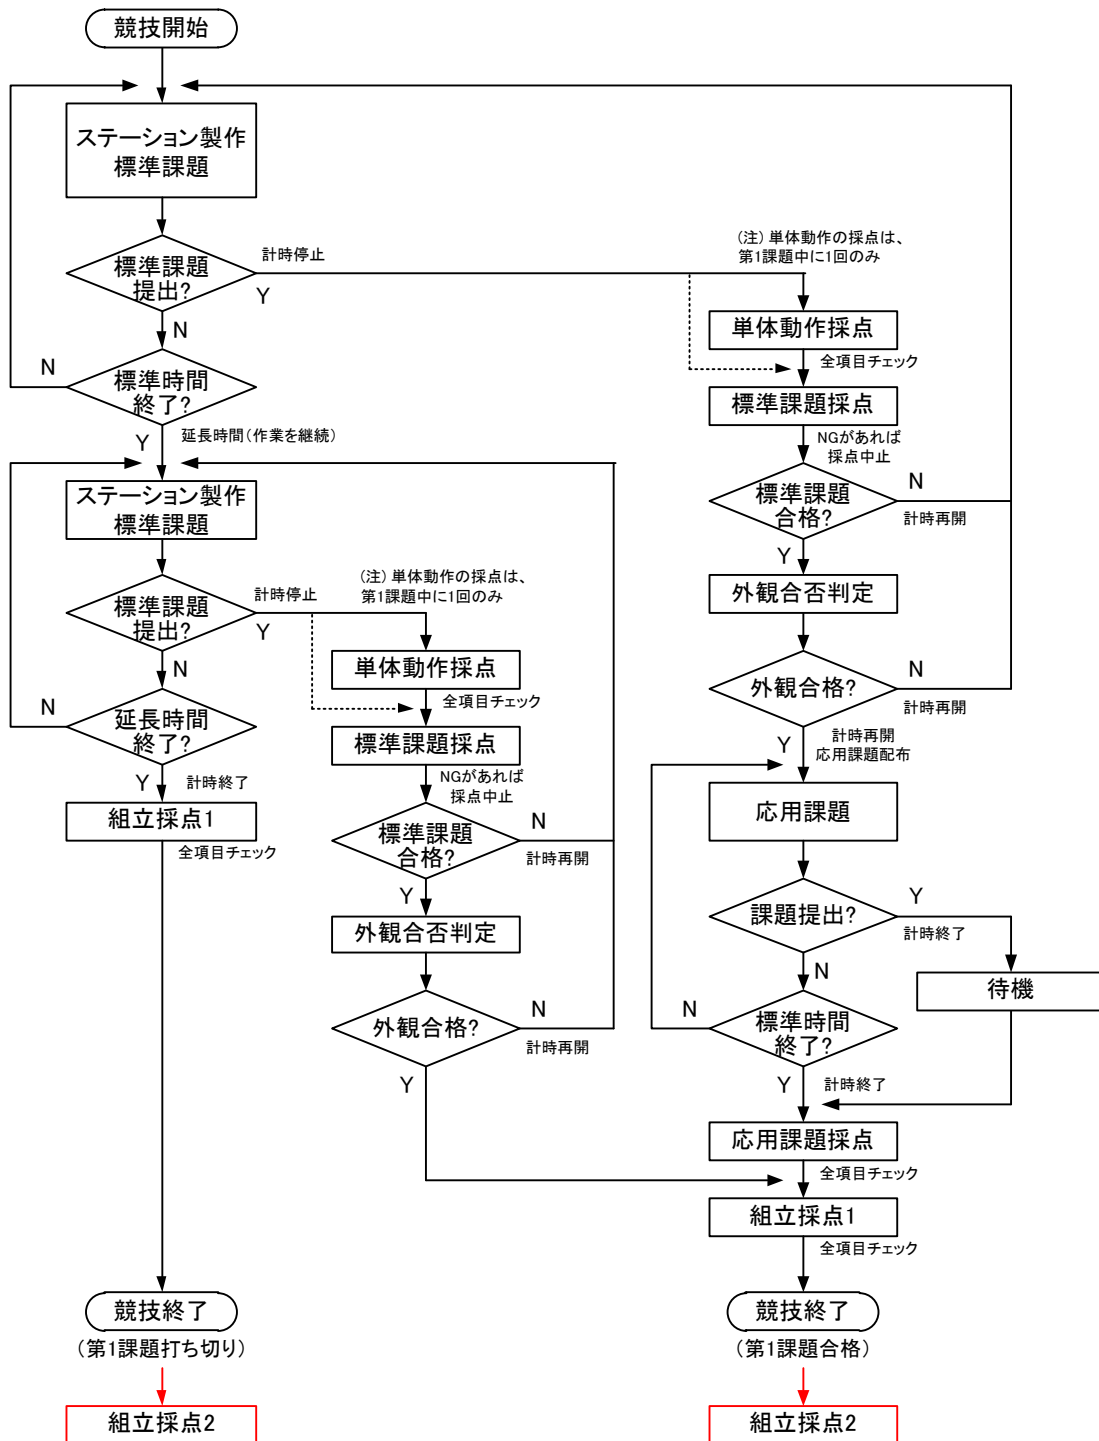 競技開始
ステーション製作
標準課題
標準課題
提出?
計時停止
Y
N
標準時間
終了?
N
Y
延長時間(作業を継続)
(注) 単体動作の採点は、
第1課題中に1回のみ
単体動作採点
全項目チェック
標準課題採点
NGがあれば
採点中止
標準課題
合格?
N
計時再開
Y
外観合否判定
外観合格?
N
計時再開
Y
計時再開
応用課題配布
応用課題
課題提出?
Y
計時終了
N
待機
標準時間
終了?
N
Y
計時終了
応用課題採点
全項目チェック
組立採点1
全項目チェック
競技終了
(第1課題合格)
組立採点2
ステーション製作
標準課題
標準課題
提出?
計時停止
Y
N
延長時間
終了?
N
Y
計時終了
組立採点1
全項目チェック
(注) 単体動作の採点は、
第1課題中に1回のみ
単体動作採点
全項目チェック
標準課題採点
NGがあれば
採点中止
標準課題
合格?
N
計時再開
Y
外観合否判定
外観合格?
N
計時再開
Y
競技終了
(第1課題打ち切り)
組立採点2